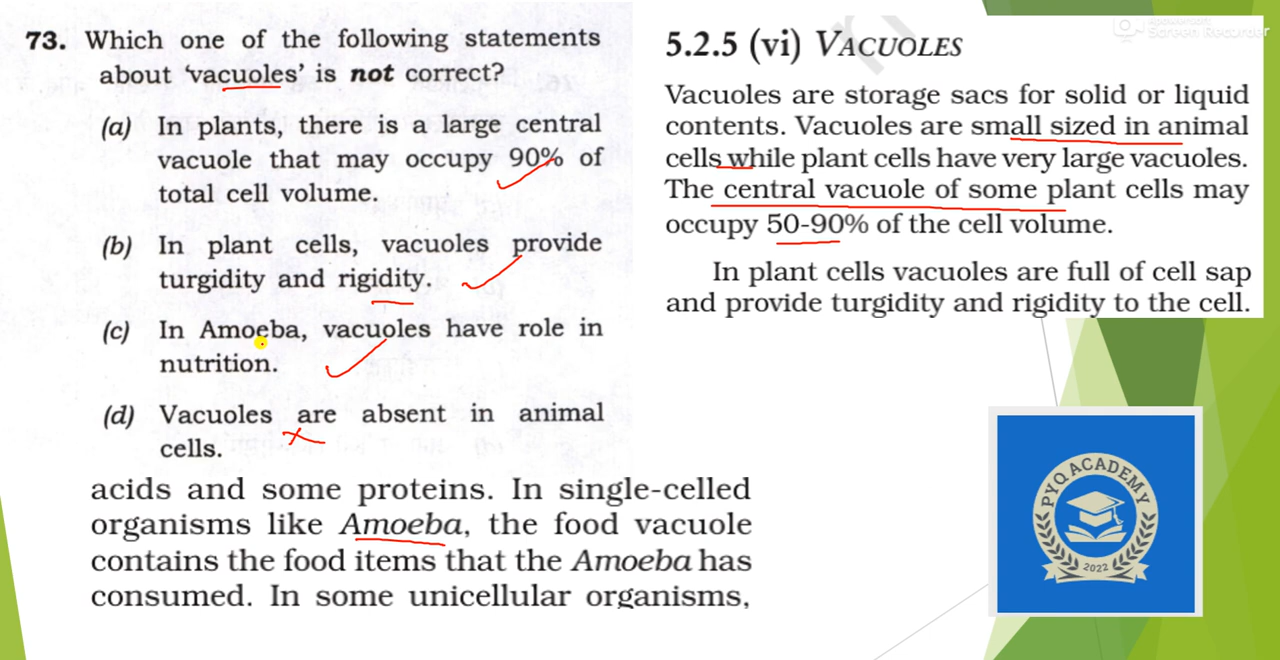 73. Which one of the following statements
about 'vacuoles' is not correct?
(a) In plants, there is a large central
vacuole that may occupy 90% of
total cell volume.
(b) In plant cells, vacuoles provide
turgidity and rigidity.
(c) In Amoeba, vacuoles have role in
nutrition.
(d) Vacuoles are absent in animal
cells.
acids and some proteins. In single-celled
organisms like Amoeba, the food vacuole
contains the food items that the Amoeba has
consumed. In some unicellular organisms,
5.2.5 (vi) VACUOLES
Vacuoles are storage sacs for solid or liquid
contents. Vacuoles are small sized in animal
cells while plant cells have very large vacuoles.
The central vacuole of some plant cells may
occupy 50-90% of the cell volume.
In plant cells vacuoles are full of cell sap
and provide turgidity and rigidity to the cell.
Screen Recorder
PYQ ACADEMY
2022